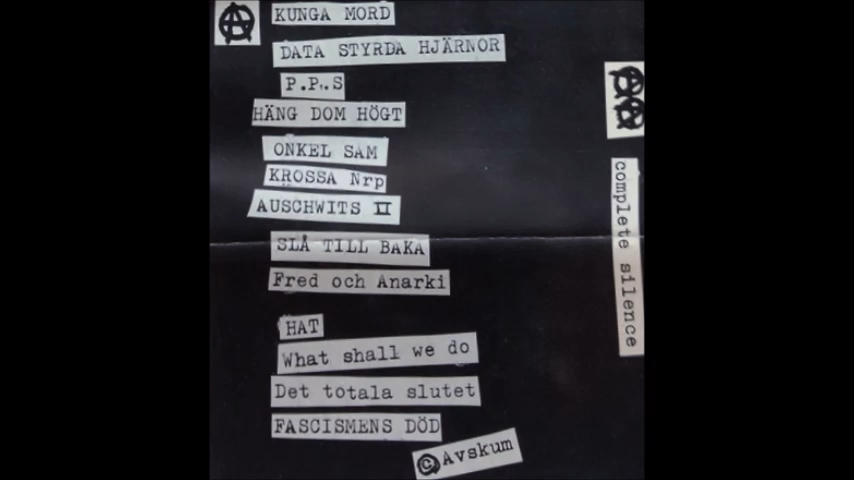 KUNGA MORD
DATA STYRDA HJÄRNOR
P.P..S
HÄNG DOM HÖGT
ONKEL SAM
KROSSA Nrp
AUSCHWITS II
SLÅ TILL BAKA
Fred och Anarki
HAT
What shall we do
Det totala slutet
FASCISMENS DÖD
© Avskum
complete silence